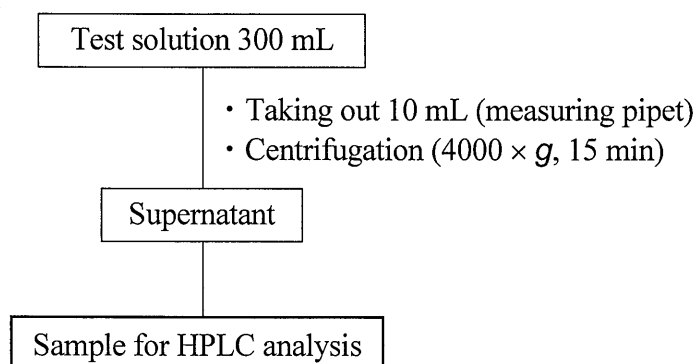 Test solution 300 mL
・Taking out 10 mL (measuring pipet)
・Centrifugation (4000 × g, 15 min)
Supernatant
Sample for HPLC analysis